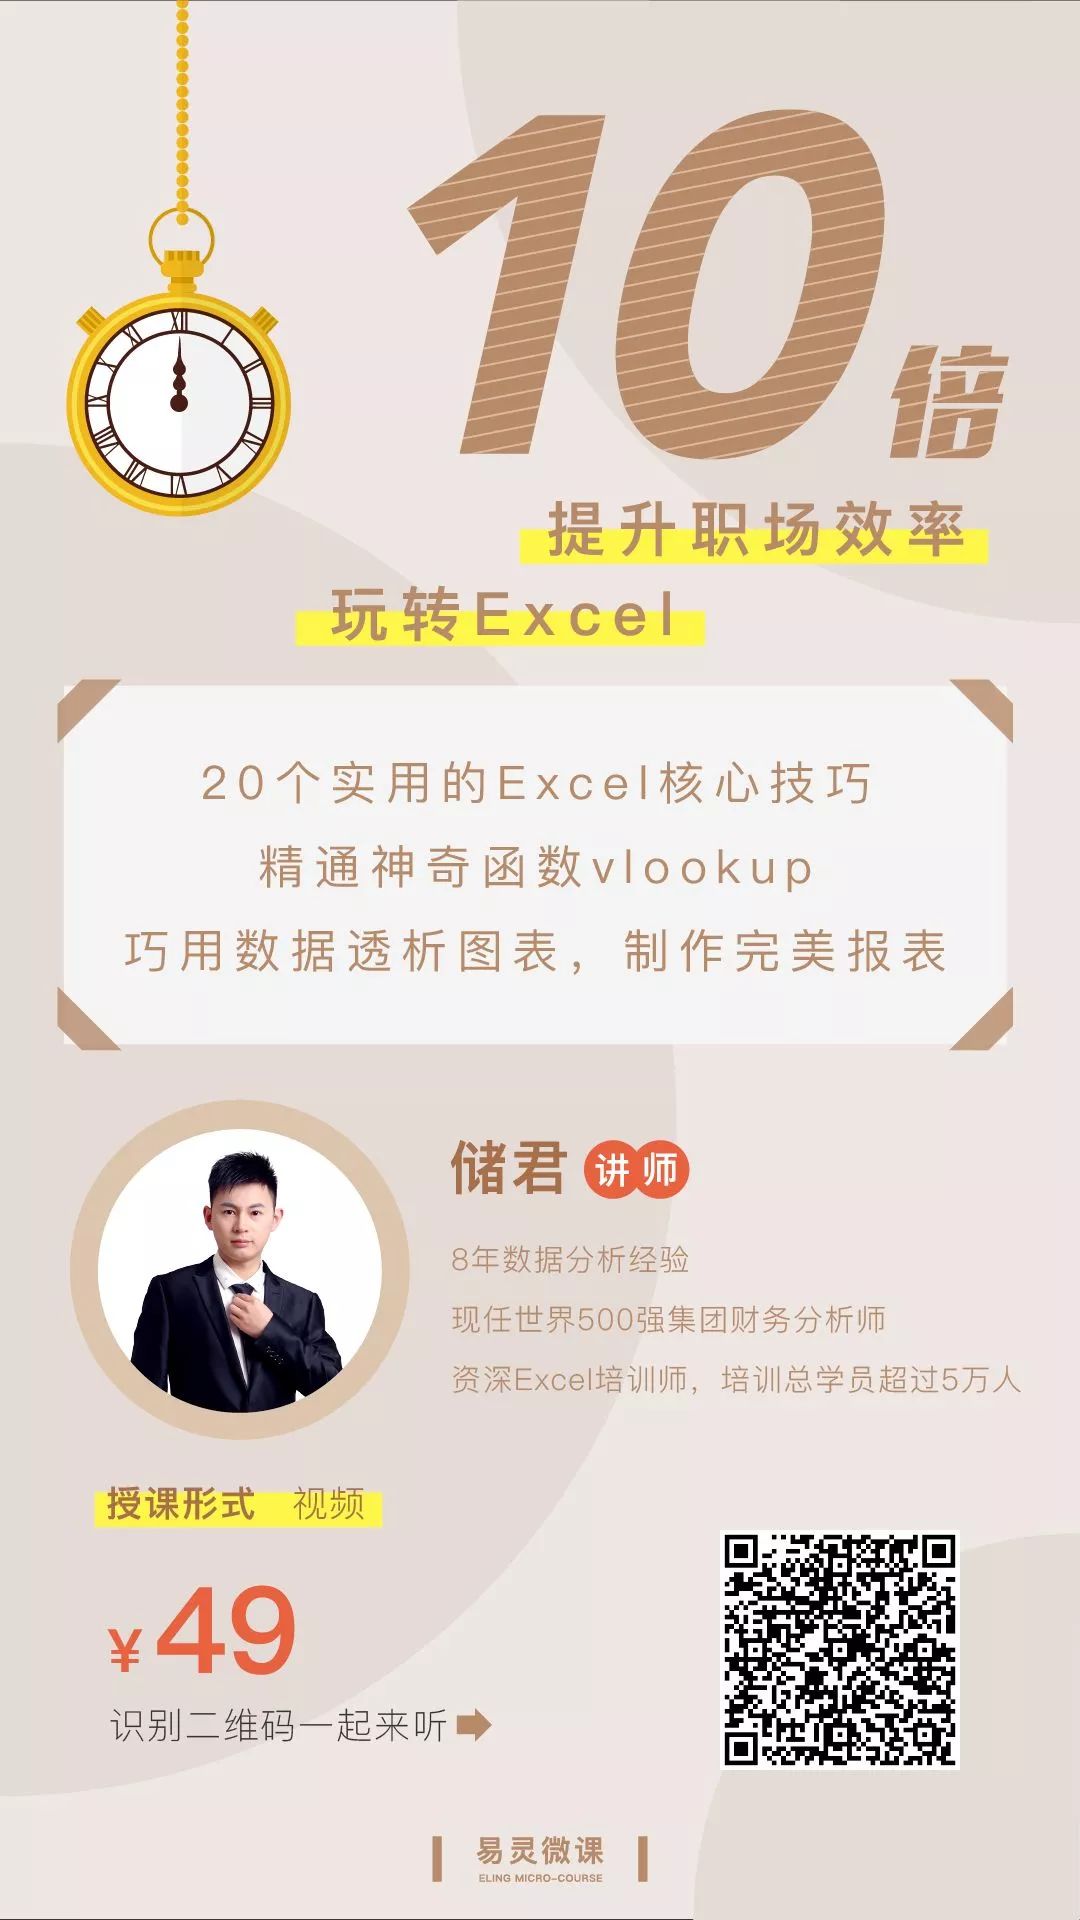 10倍
提升职场效率
玩转Excel
20个实用的Excel核心技巧
精通神奇函数vlookup
巧用数据透析图表，制作完美报表
储君 讲师
8年数据分析经验
现任世界500强集团财务分析师
资深Excel培训师，培训总学员超过5万人
授课形式 视频
¥49
识别二维码一起来听
易灵微课
ELING MICRO-COURSE